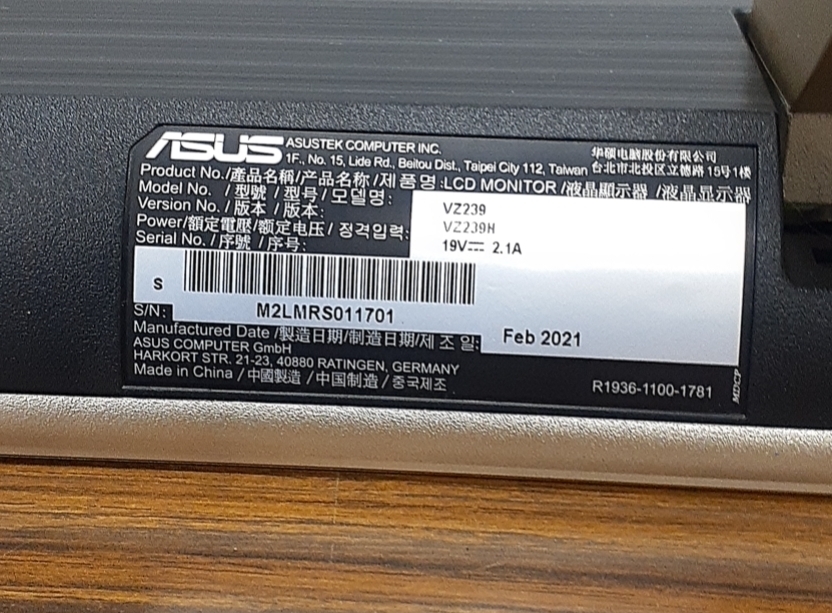 ASUS ASUSTEK COMPUTER INC. 华硕电脑股份有限公司
1F., No. 15, Lide Rd., Beitou Dist., Taipei City 112, Taiwan 台北市北投區立德路 15号1樓
Product No./產品名稱/产品名称/제품명:LCD MONITOR /液晶顯示器 /液晶显示器
Model No. / 型號 / 型号 / 모델명: VZ239
Version No. / 版本 / 版本: VZ239H
Power/額定電壓/额定电压/ 정격입력: 19V⎓ 2.1A
Serial No. / 序號 / 序号:
S
S/N: M2LMRS011701
Manufactured Date /製造日期/制造日期/제 조 일: Feb 2021
ASUS COMPUTER GmbH
HARKORT STR. 21-23, 40880 RATINGEN, GERMANY
Made in China / 中國製造 / 中国制造 / 중국제조 R1936-1100-1781